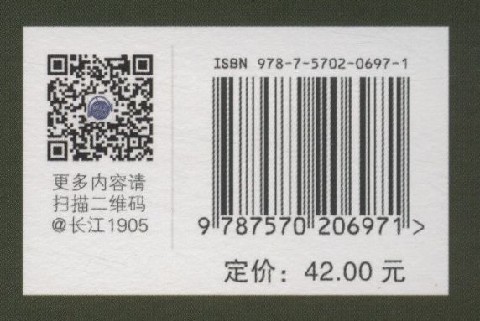 更多内容请
扫描二维码
@长江1905
ISBN 978-7-5702-0697-1
9 787570 206971 >
定价：42.00 元